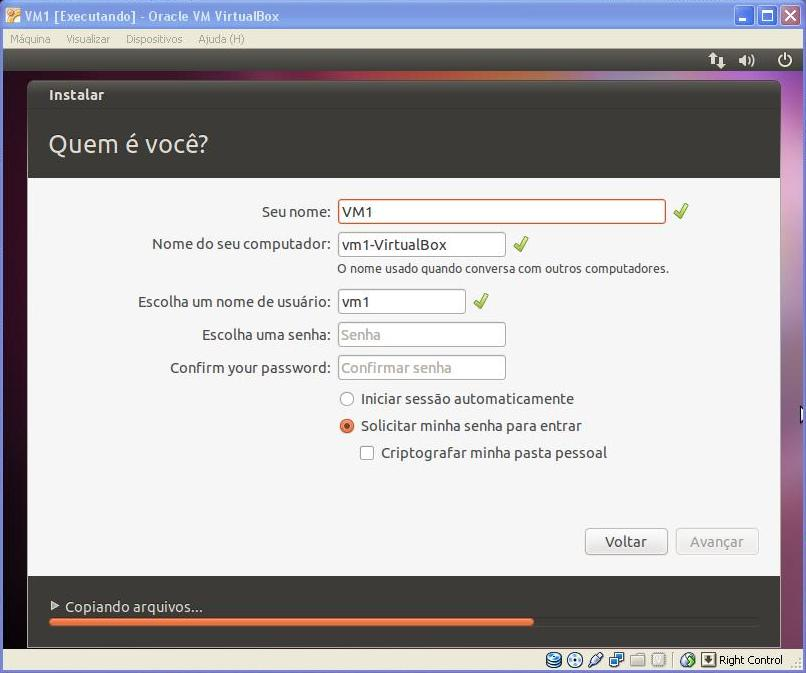 VM1 [Executando] - Oracle VM VirtualBox
Máquina Visualizar Dispositivos Ajuda (H)
Instalar
Quem é você?
Seu nome: VM1
Nome do seu computador: vm1-VirtualBox
O nome usado quando conversa com outros computadores.
Escolha um nome de usuário: vm1
Escolha uma senha: Senha
Confirm your password: Confirmar senha
Iniciar sessão automaticamente
Solicitar minha senha para entrar
Criptografar minha pasta pessoal
Voltar Avançar
Copiando arquivos...
Right Control